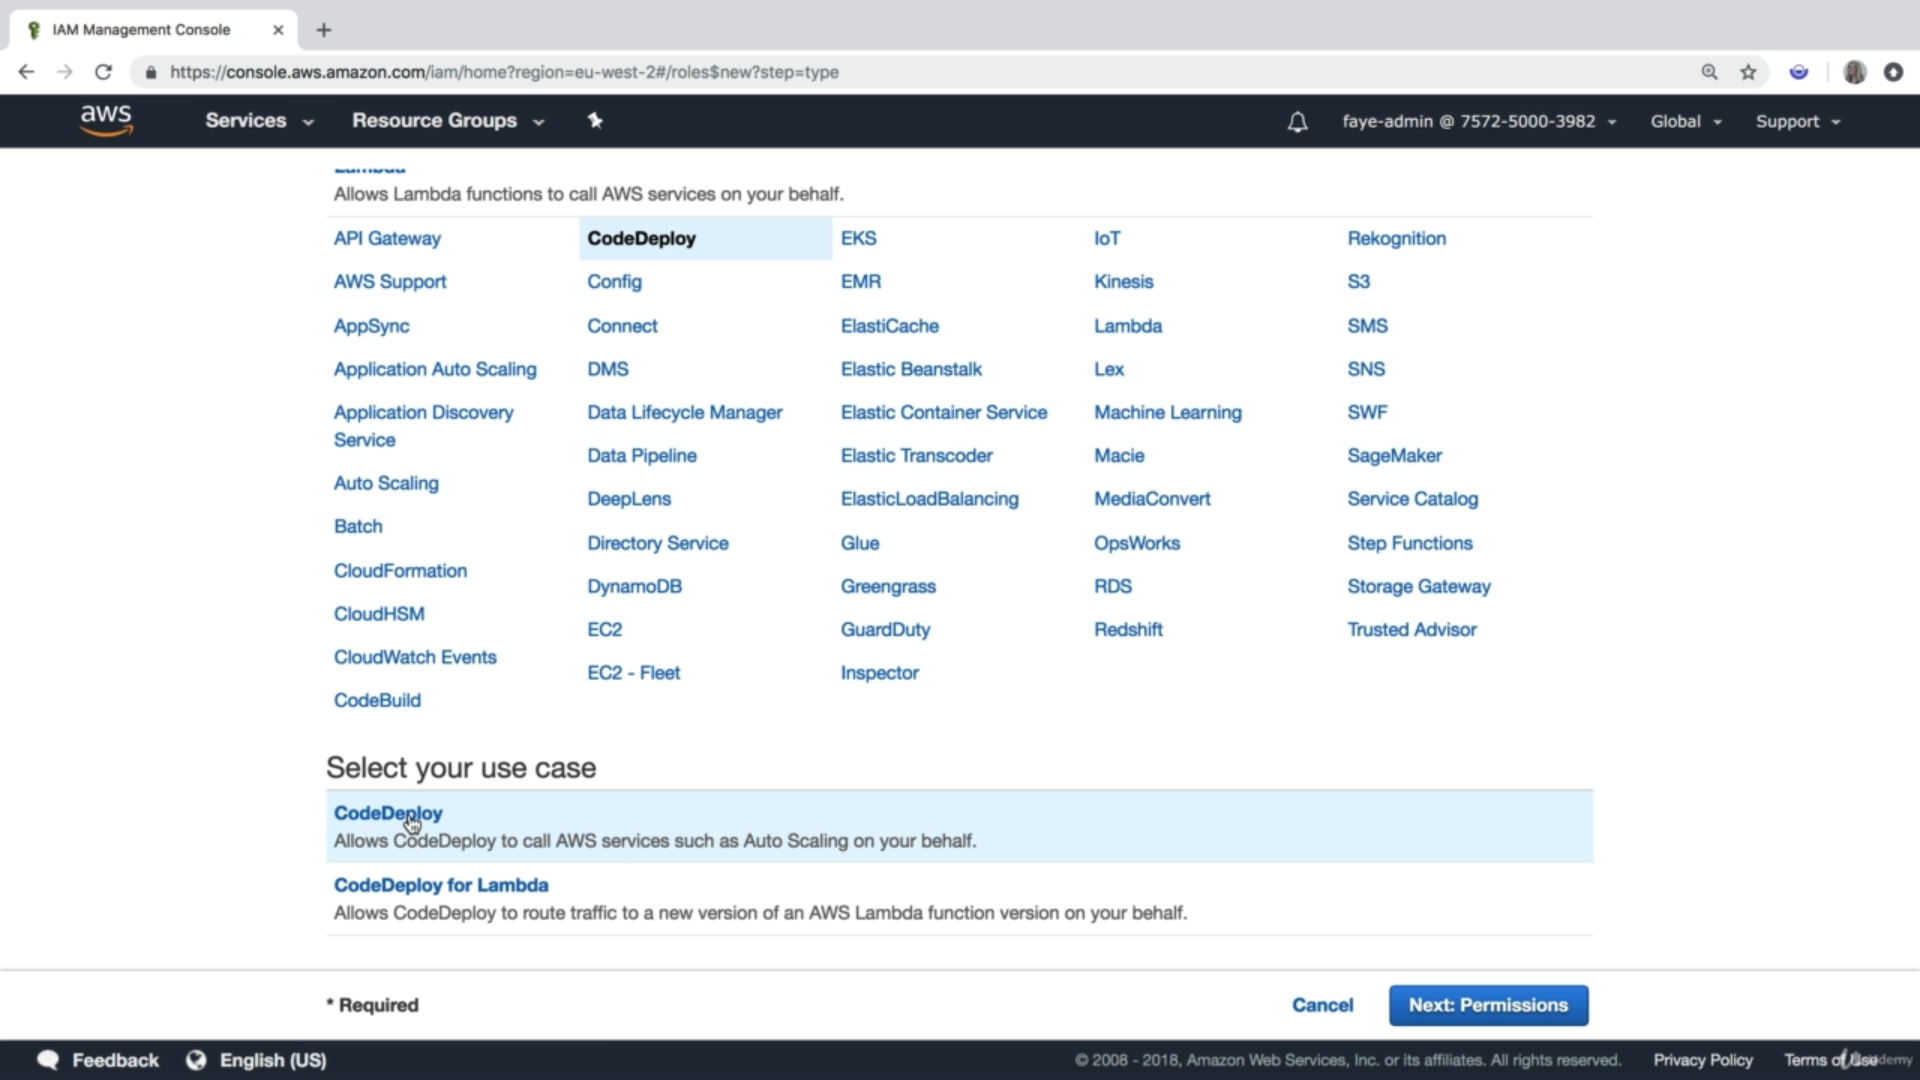 IAM Management Console
https://console.aws.amazon.com/iam/home?region=eu-west-2#/roles$new?step=type
aws
Services
Resource Groups
faye-admin @ 7572-5000-3982
Global
Support
Lambda
Allows Lambda functions to call AWS services on your behalf.
API Gateway
AWS Support
AppSync
Application Auto Scaling
Application Discovery
Service
Auto Scaling
Batch
CloudFormation
CloudHSM
CloudWatch Events
CodeBuild
CodeDeploy
Config
Connect
DMS
Data Lifecycle Manager
Data Pipeline
DeepLens
Directory Service
DynamoDB
EC2
EC2 - Fleet
EKS
EMR
ElastiCache
Elastic Beanstalk
Elastic Container Service
Elastic Transcoder
ElasticLoadBalancing
Glue
Greengrass
GuardDuty
Inspector
IoT
Kinesis
Lambda
Lex
Machine Learning
Macie
MediaConvert
OpsWorks
RDS
Redshift
Rekognition
S3
SMS
SNS
SWF
SageMaker
Service Catalog
Step Functions
Storage Gateway
Trusted Advisor
Select your use case
CodeDeploy
Allows CodeDeploy to call AWS services such as Auto Scaling on your behalf.
CodeDeploy for Lambda
Allows CodeDeploy to route traffic to a new version of an AWS Lambda function version on your behalf.
* Required
Cancel
Next: Permissions
Feedback
English (US)
© 2008 - 2018, Amazon Web Services, Inc. or its affiliates. All rights reserved.
Privacy Policy
Terms of Use